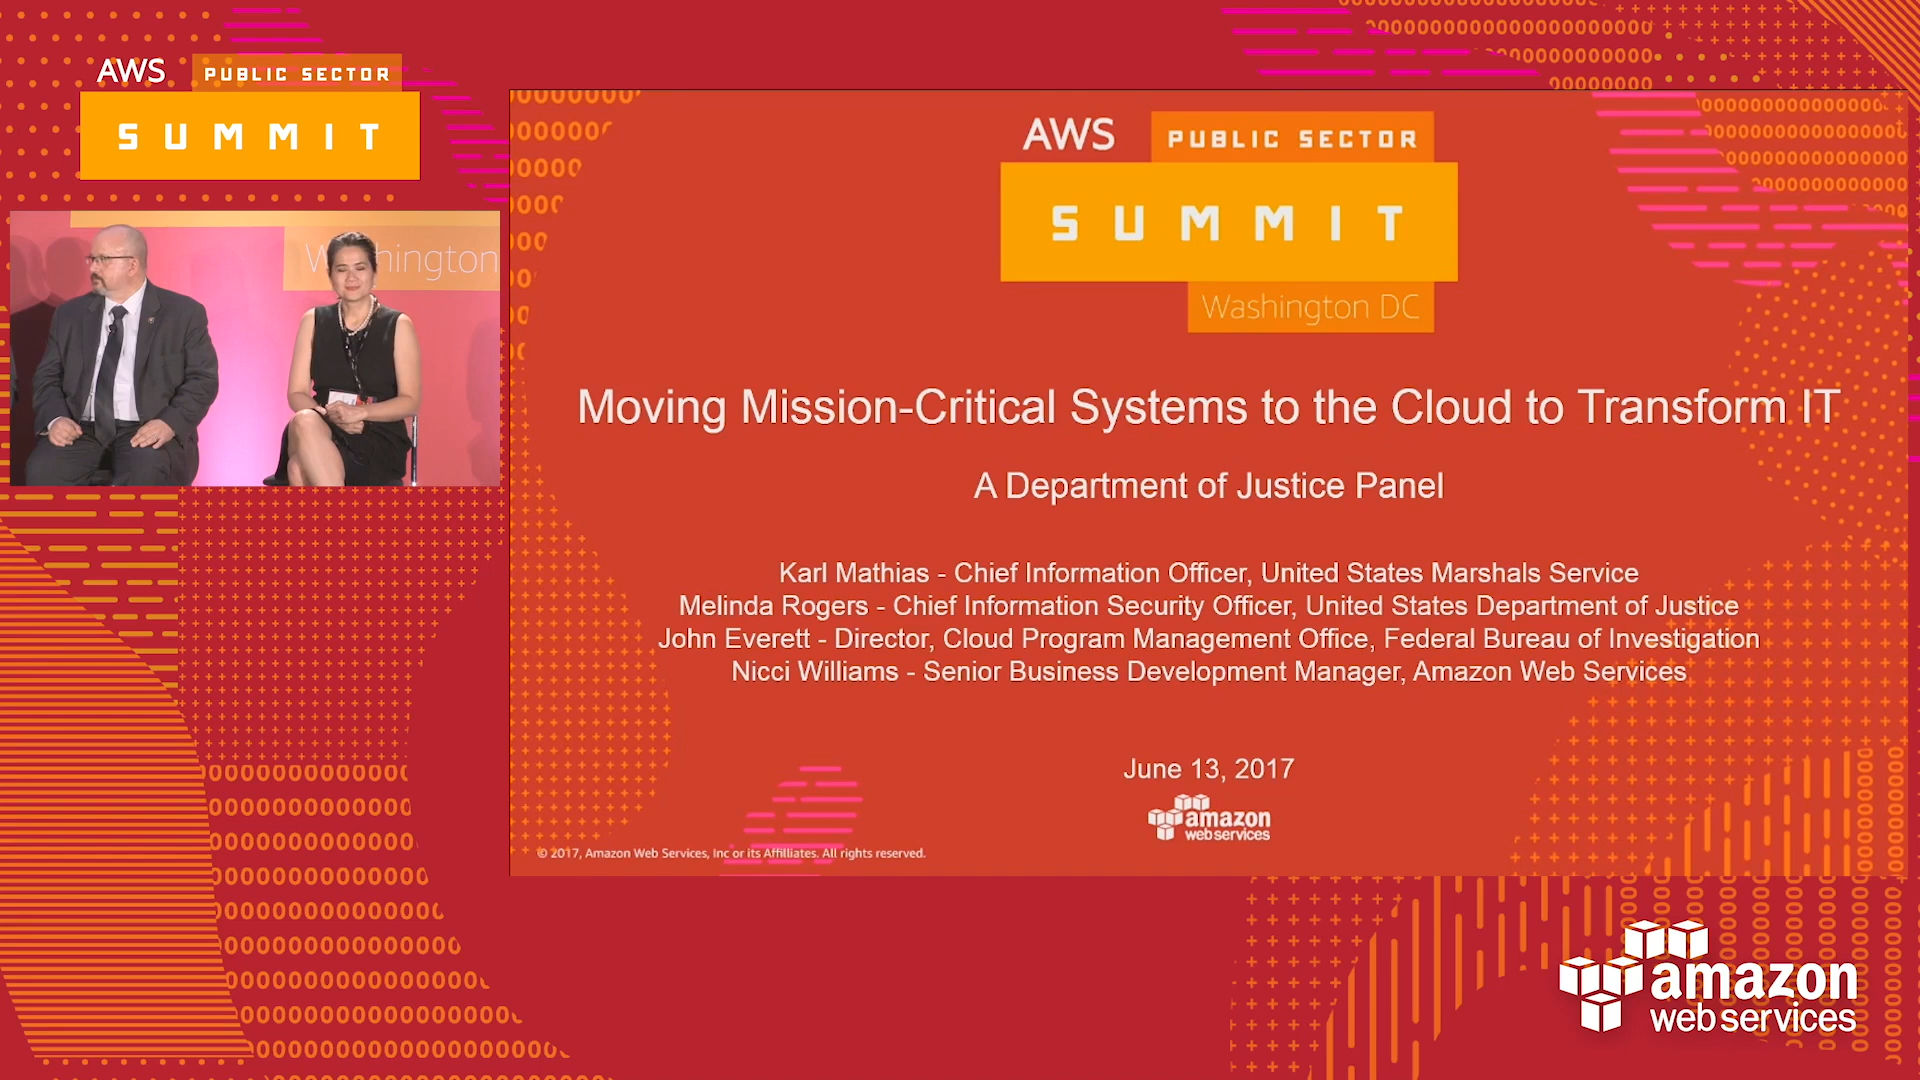 AWS PUBLIC SECTOR
SUMMIT
Washington
AWS PUBLIC SECTOR
SUMMIT
Washington DC
Moving Mission-Critical Systems to the Cloud to Transform IT
A Department of Justice Panel
Karl Mathias - Chief Information Officer, United States Marshals Service
Melinda Rogers - Chief Information Security Officer, United States Department of Justice
John Everett - Director, Cloud Program Management Office, Federal Bureau of Investigation
Nicci Williams - Senior Business Development Manager, Amazon Web Services
June 13, 2017
amazon
web services
© 2017, Amazon Web Services, Inc or its Affilliates. All rights reserved.
amazon
web services